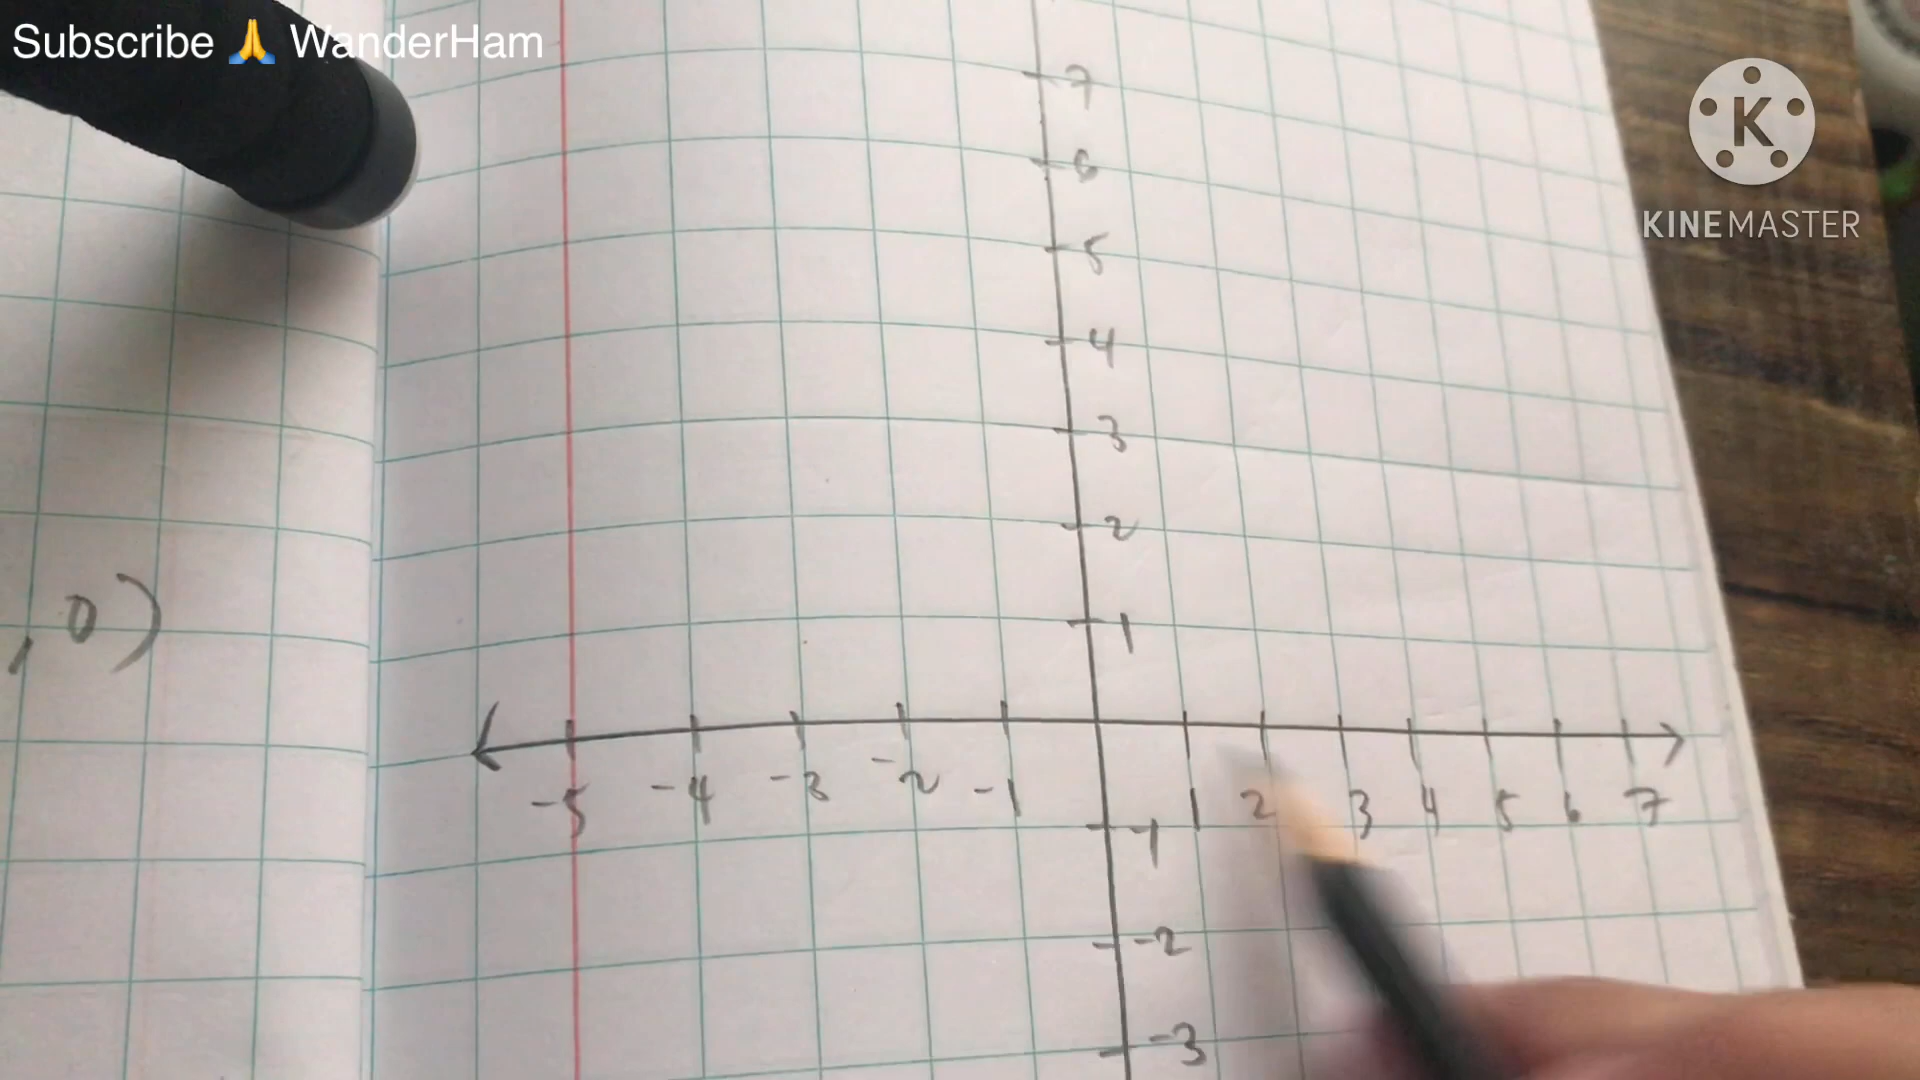 Subscribe 🙏 WanderHam
K
KINEMASTER
7
6
5
4
3
2
1
, 0)
-5 -4 -3 -2 -1 1 2 3 4 5 6 7
-1
-2
-3